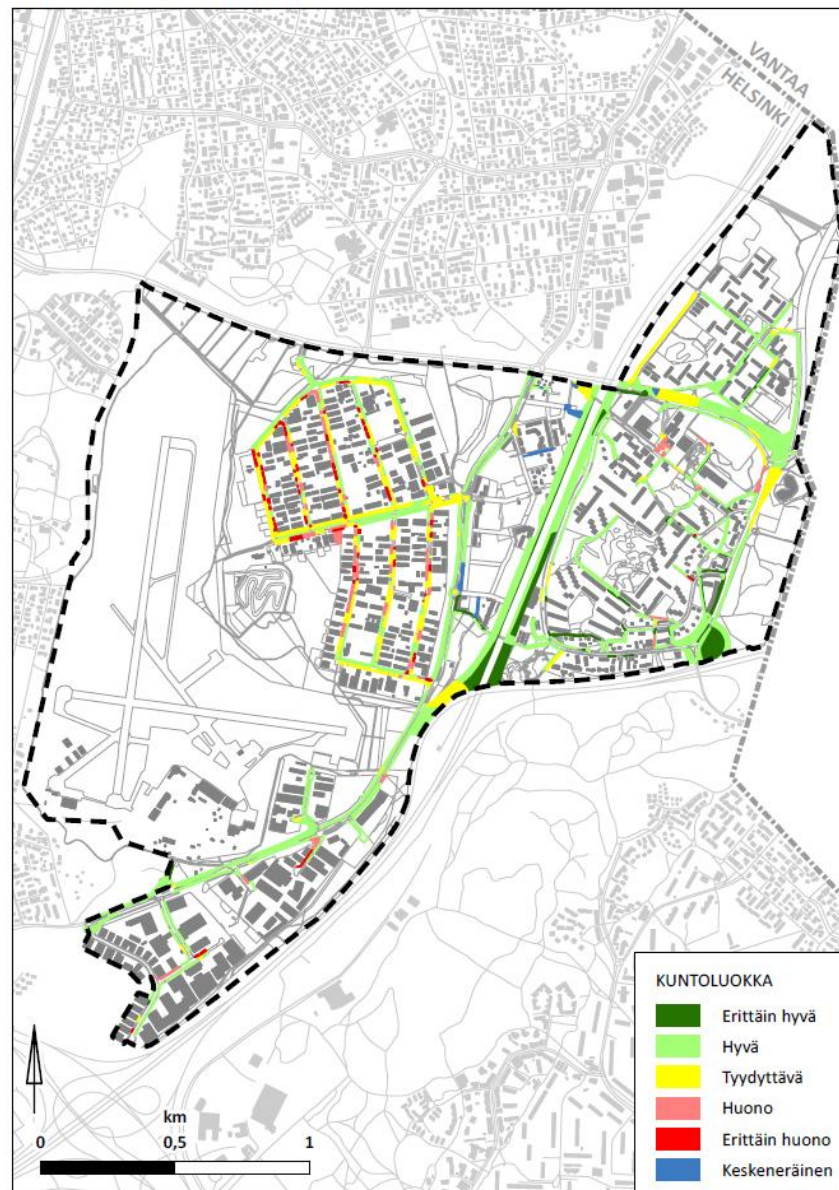 VANTAA
HELSINKI
KUNTOLUOKKA
Erittäin hyvä
Hyvä
Tyydyttävä
Huono
Erittäin huono
Keskeneräinen
km
0 0,5 1